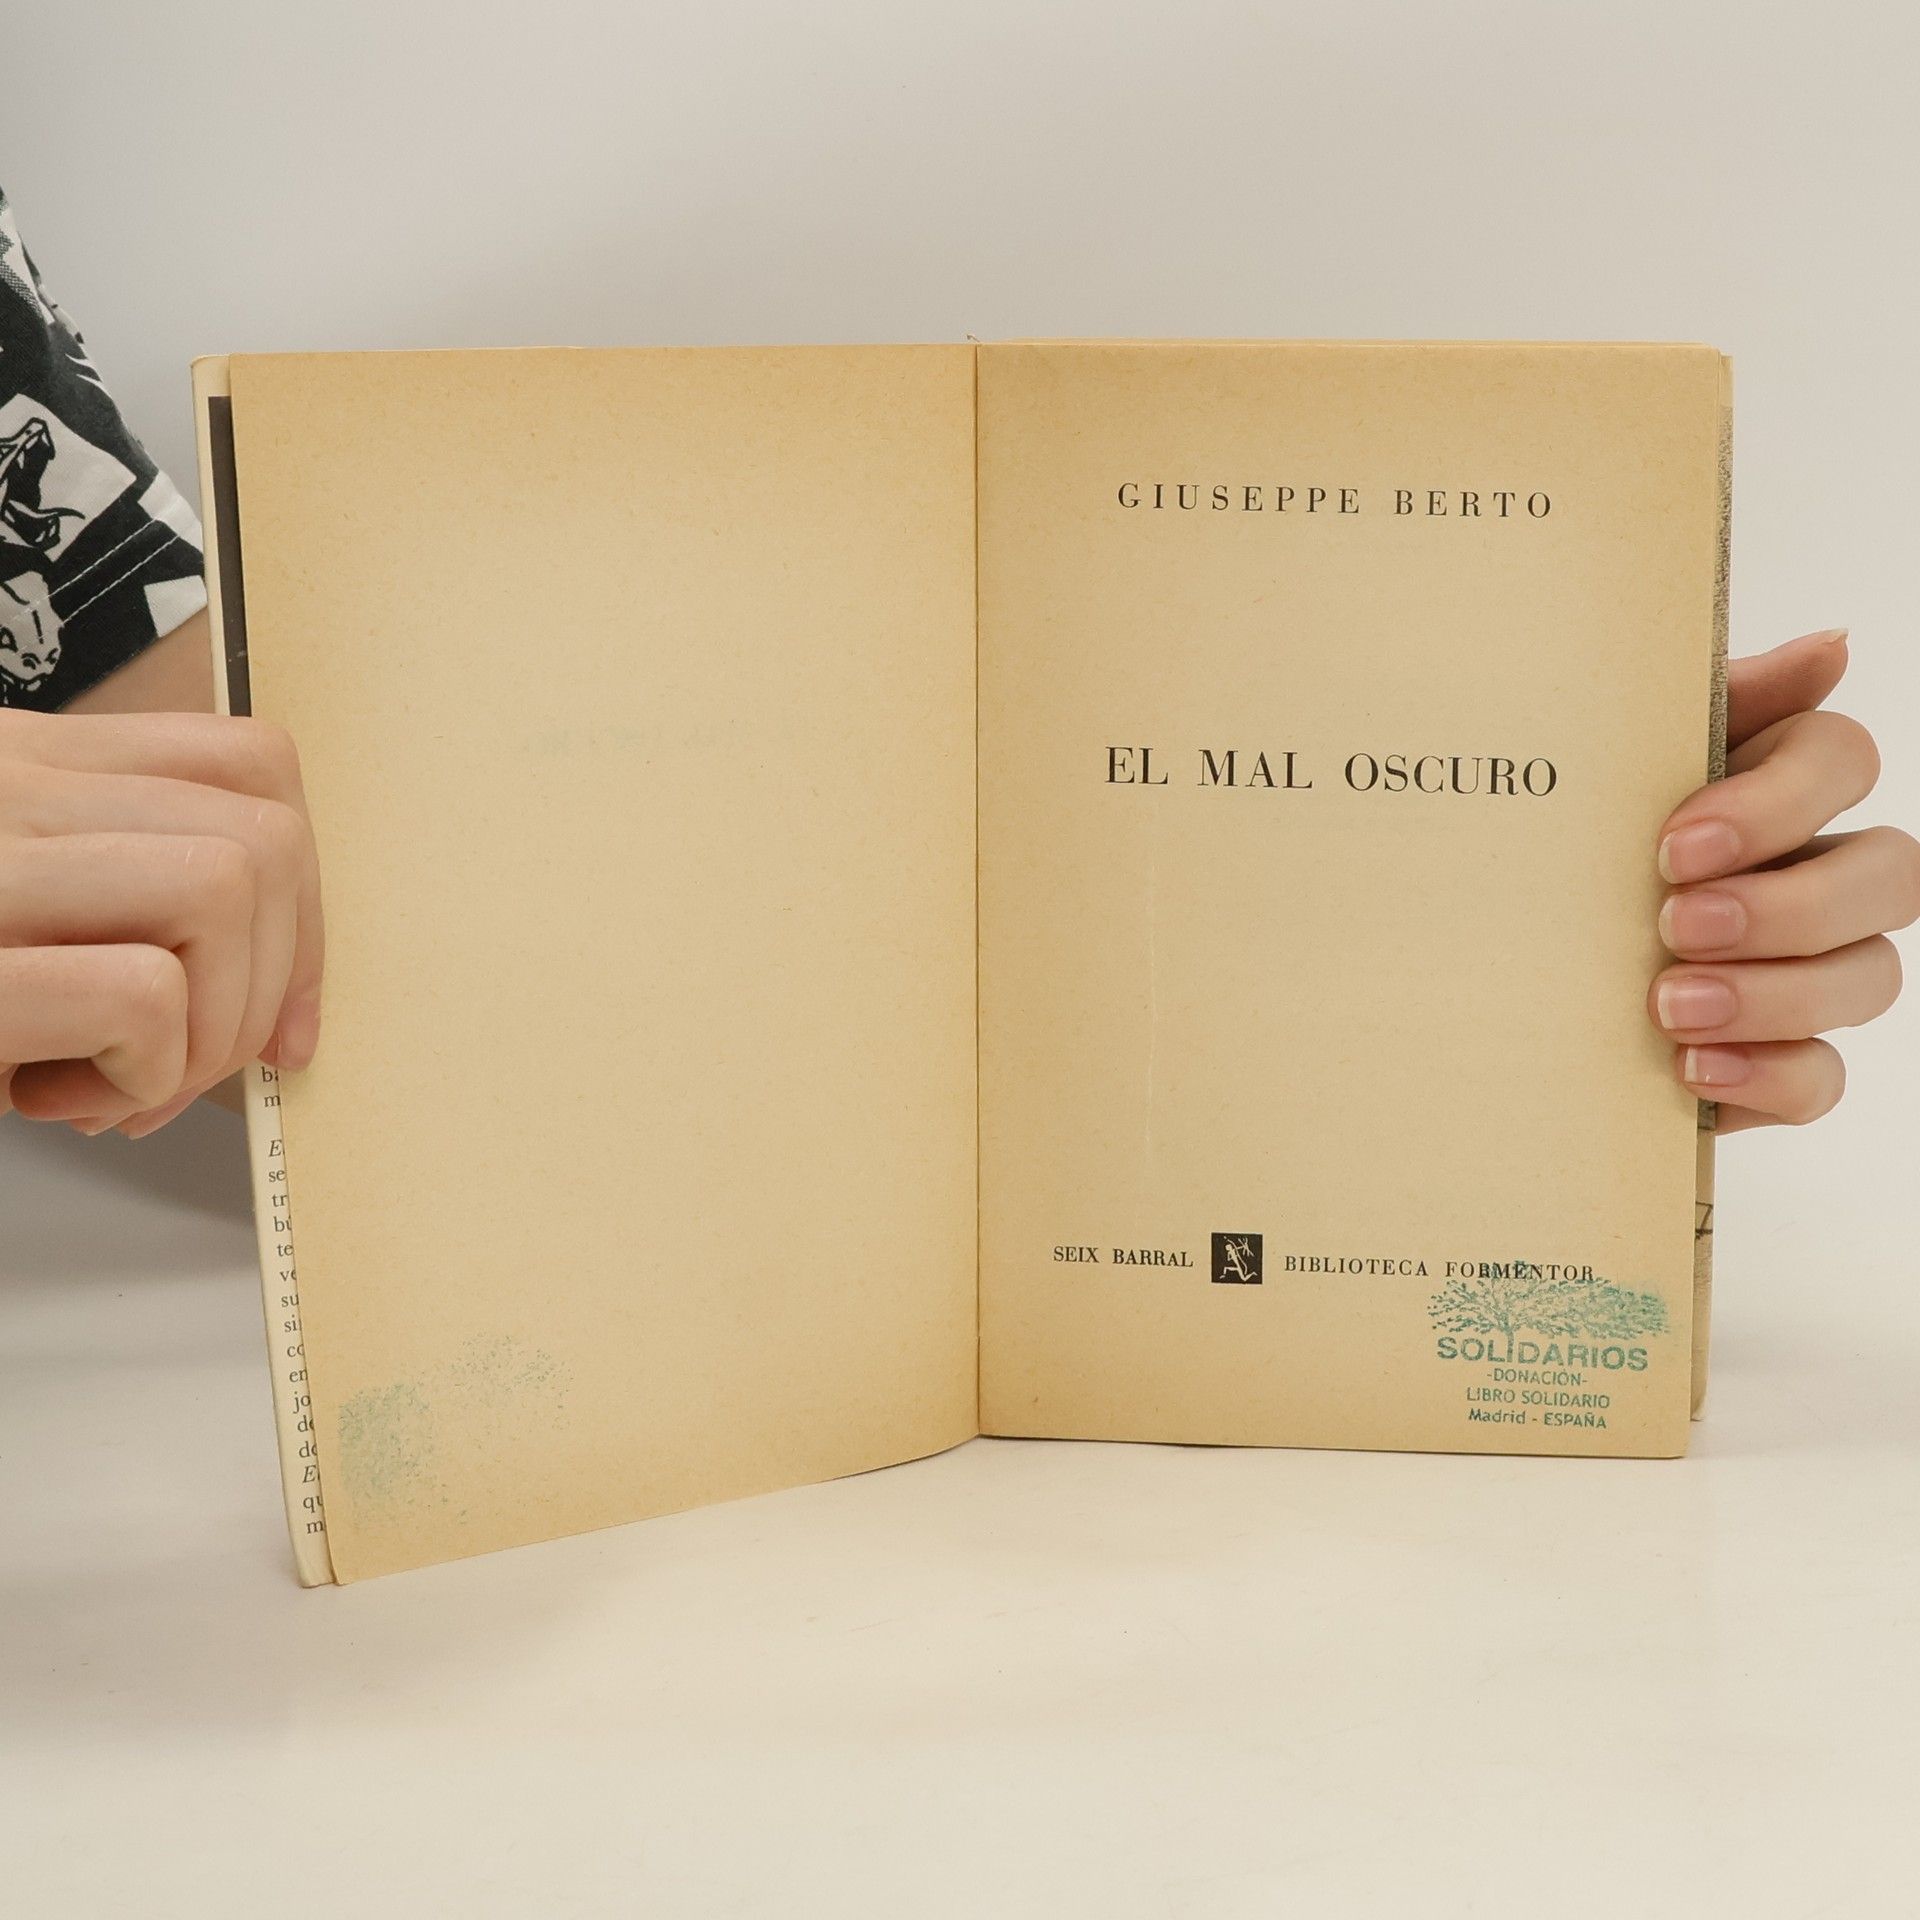 GIUSEPPE BERTO
EL MAL OSCURO
SEIX BARRAL BIBLIOTECA FORMENTOR
SOLIDARIOS
-DONACIÓN-
LIBRO SOLIDARIO
Madrid - ESPAÑA